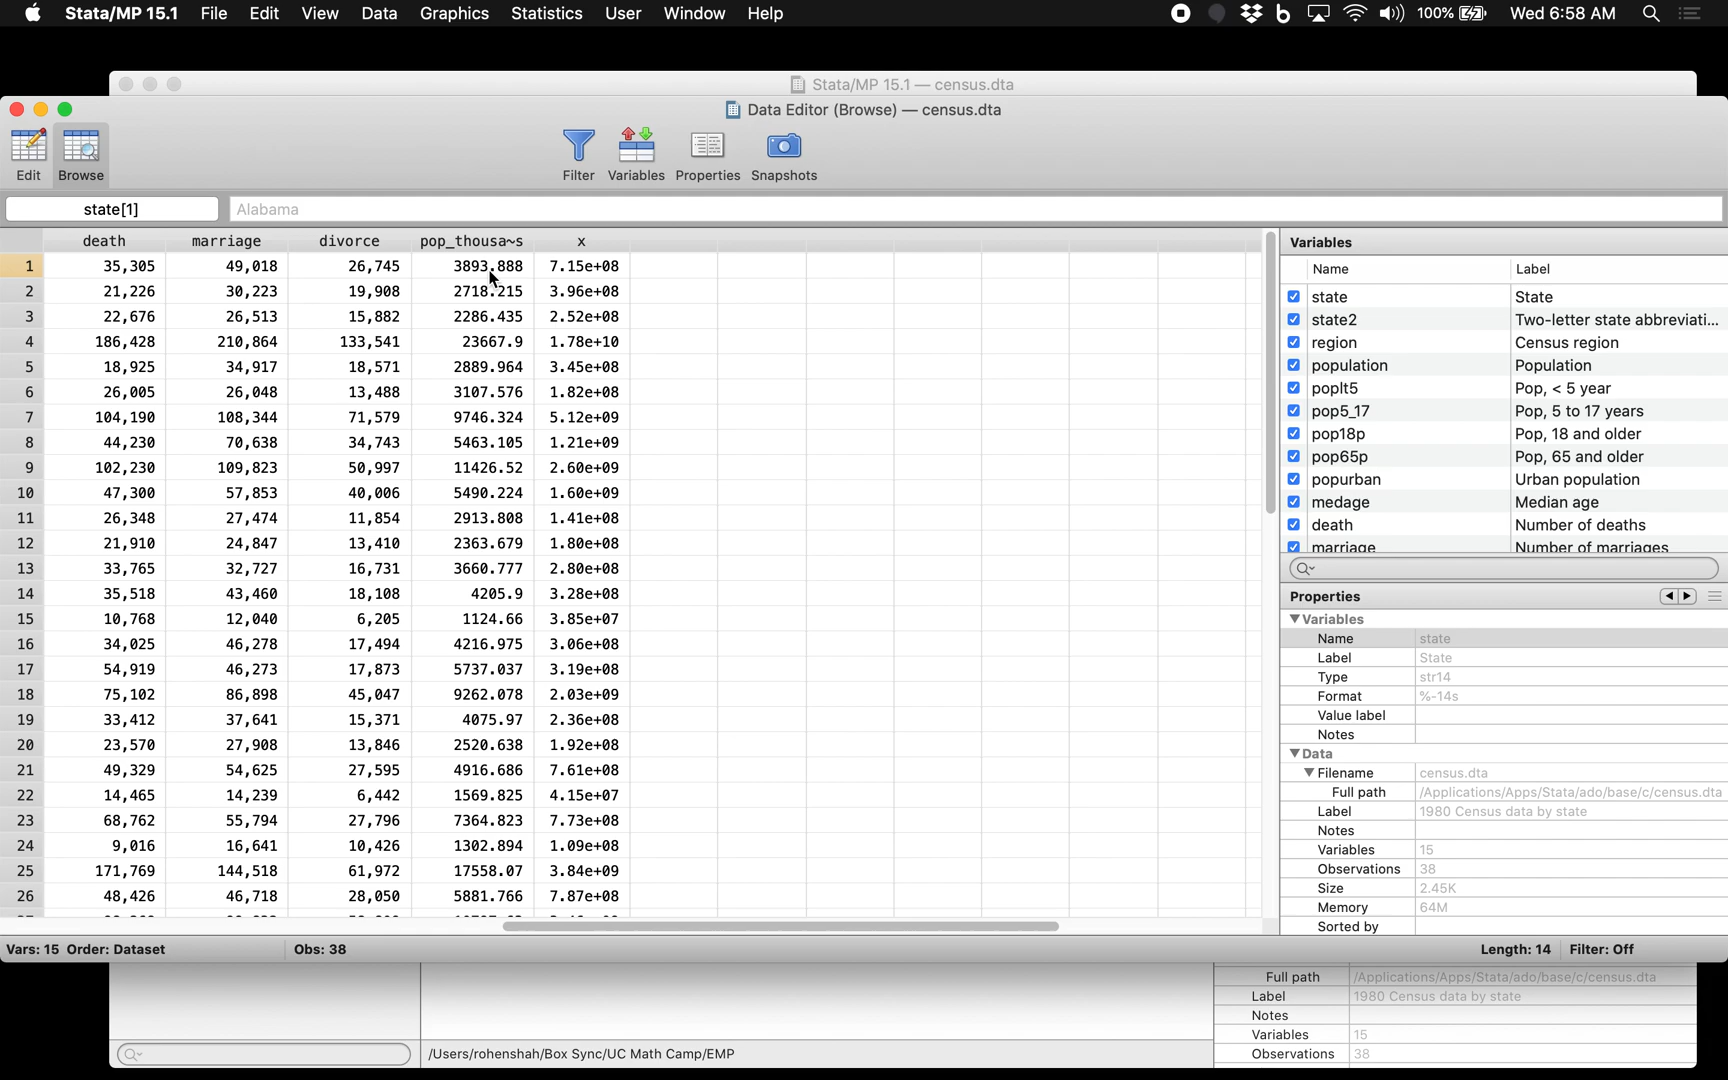 Stata/MP 15.1 File Edit View Data Graphics Statistics User Window Help 100% Wed 6:58 AM
Stata/MP 15.1 — census.dta
Data Editor (Browse) — census.dta
Edit Browse Filter Variables Properties Snapshots
state[1] Alabama
death marriage divorce pop_thousa~s x
1 35,305 49,018 26,745 3893.888 7.15e+08
2 21,226 30,223 19,908 2718.215 3.96e+08
3 22,676 26,513 15,882 2286.435 2.52e+08
4 186,428 210,864 133,541 23667.9 1.78e+10
5 18,925 34,917 18,571 2889.964 3.45e+08
6 26,005 26,048 13,488 3107.576 1.82e+08
7 104,190 108,344 71,579 9746.324 5.12e+09
8 44,230 70,638 34,743 5463.105 1.21e+09
9 102,230 109,823 50,997 11426.52 2.60e+09
10 47,300 57,853 40,006 5490.224 1.60e+09
11 26,348 27,474 11,854 2913.808 1.41e+08
12 21,910 24,847 13,410 2363.679 1.80e+08
13 33,765 32,727 16,731 3660.777 2.80e+08
14 35,518 43,460 18,108 4205.9 3.28e+08
15 10,768 12,040 6,205 1124.66 3.85e+07
16 34,025 46,278 17,494 4216.975 3.06e+08
17 54,919 46,273 17,873 5737.037 3.19e+08
18 75,102 86,898 45,047 9262.078 2.03e+09
19 33,412 37,641 15,371 4075.97 2.36e+08
20 23,570 27,908 13,846 2520.638 1.92e+08
21 49,329 54,625 27,595 4916.686 7.61e+08
22 14,465 14,239 6,442 1569.825 4.15e+07
23 68,762 55,794 27,796 7364.823 7.73e+08
24 9,016 16,641 10,426 1302.894 1.09e+08
25 171,769 144,518 61,972 17558.07 3.84e+09
26 48,426 46,718 28,050 5881.766 7.87e+08
Variables
Name Label
state State
state2 Two-letter state abbreviati...
region Census region
population Population
poplt5 Pop, < 5 year
pop5_17 Pop, 5 to 17 years
pop18p Pop, 18 and older
pop65p Pop, 65 and older
popurban Urban population
medage Median age
death Number of deaths
marriage Number of marriages
Properties
Variables
Name state
Label State
Type str14
Format %-14s
Value label
Notes
Data
Filename census.dta
Full path /Applications/Apps/Stata/ado/base/c/census.dta
Label 1980 Census data by state
Notes
Variables 15
Observations 38
Size 2.45K
Memory 64M
Sorted by
Vars: 15 Order: Dataset Obs: 38 Length: 14 Filter: Off
Full path /Applications/Apps/Stata/ado/base/c/census.dta
Label 1980 Census data by state
Notes
Variables 15
Observations 38
/Users/rohenshah/Box Sync/UC Math Camp/EMP